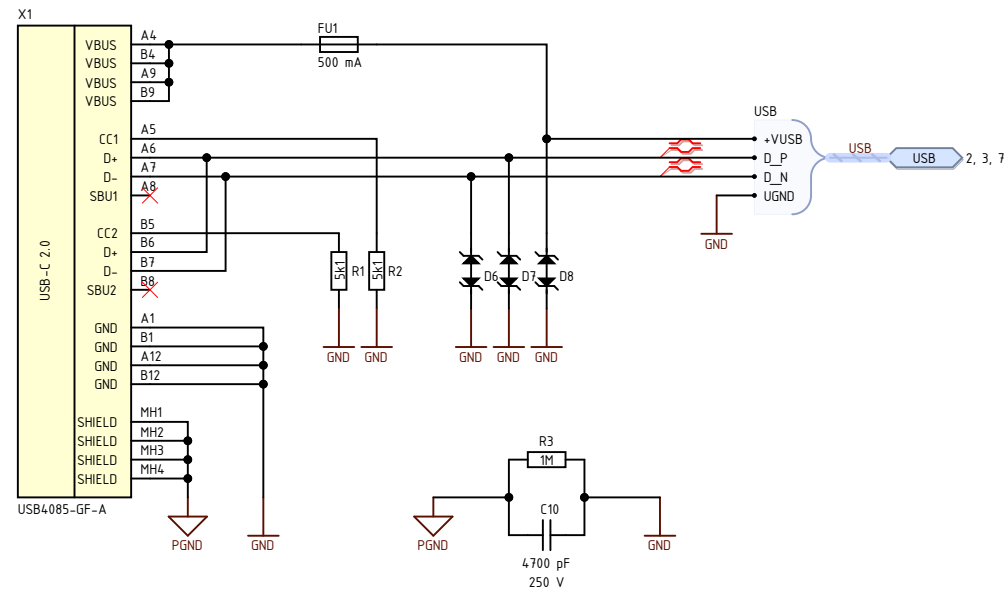 X1
USB-C 2.0
VBUS A4
VBUS B4
VBUS A9
VBUS B9
CC1 A5
D+ A6
D- A7
SBU1 A8
CC2 B5
D+ B6
D- B7
SBU2 B8
GND A1
GND B1
GND A12
GND B12
SHIELD MH1
SHIELD MH2
SHIELD MH3
SHIELD MH4
USB4085-GF-A
PGND
GND
FU1
500 mA
5k1 R1
5k1 R2
GND
GND
D6
D7
D8
GND
GND
GND
USB
+VUSB
D_P
D_N
UGND
GND
USB
USB
2, 3, 7
R3
1M
C10
4700 pF
250 V
PGND
GND